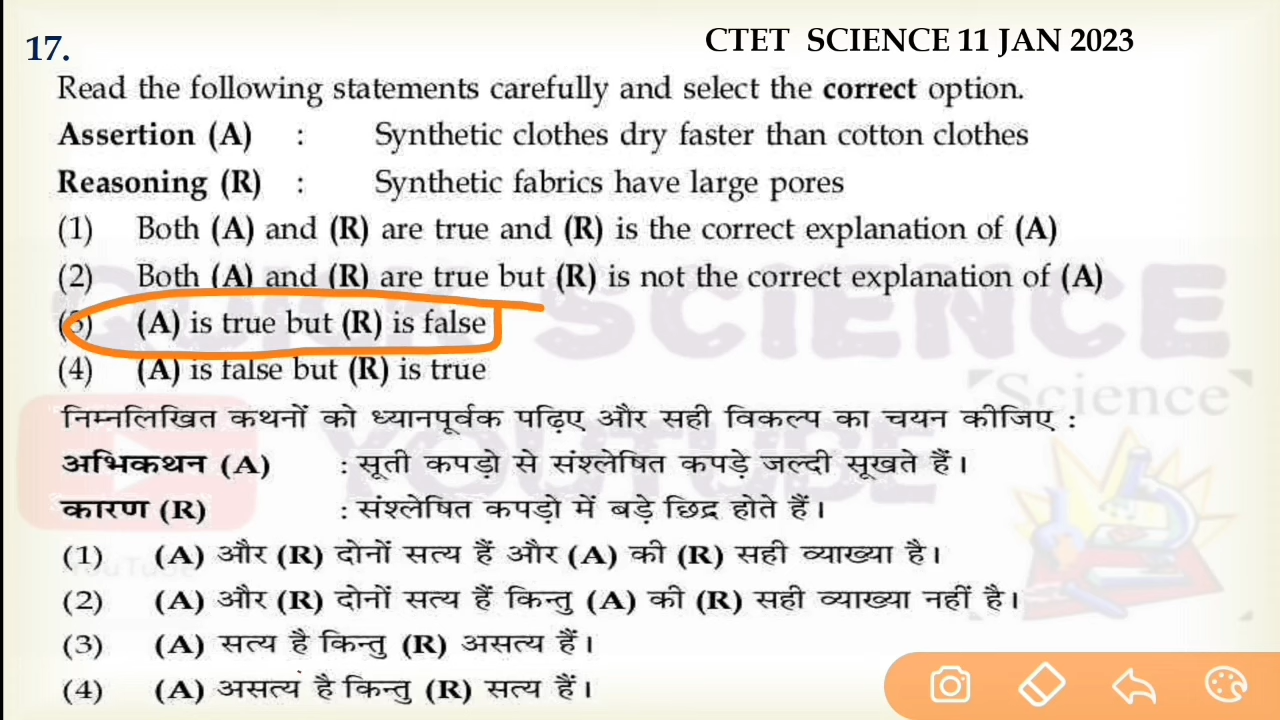 17.
CTET SCIENCE 11 JAN 2023
Read the following statements carefully and select the correct option.
Assertion (A) : Synthetic clothes dry faster than cotton clothes
Reasoning (R) : Synthetic fabrics have large pores
(1) Both (A) and (R) are true and (R) is the correct explanation of (A)
(2) Both (A) and (R) are true but (R) is not the correct explanation of (A)
(3) (A) is true but (R) is false
(4) (A) is false but (R) is true
निम्नलिखित कथनों को ध्यानपूर्वक पढ़िए और सही विकल्प का चयन कीजिए :
अभिकथन (A) : सूती कपड़ो से संश्लेषित कपड़े जल्दी सूखते हैं।
कारण (R) : संश्लेषित कपड़ो में बड़े छिद्र होते हैं।
(1) (A) और (R) दोनों सत्य हैं और (A) की (R) सही व्याख्या है।
(2) (A) और (R) दोनों सत्य हैं किन्तु (A) की (R) सही व्याख्या नहीं है।
(3) (A) सत्य है किन्तु (R) असत्य हैं।
(4) (A) असत्य है किन्तु (R) सत्य हैं।
SCIENCE
Science
YOUTUBE
YouTube